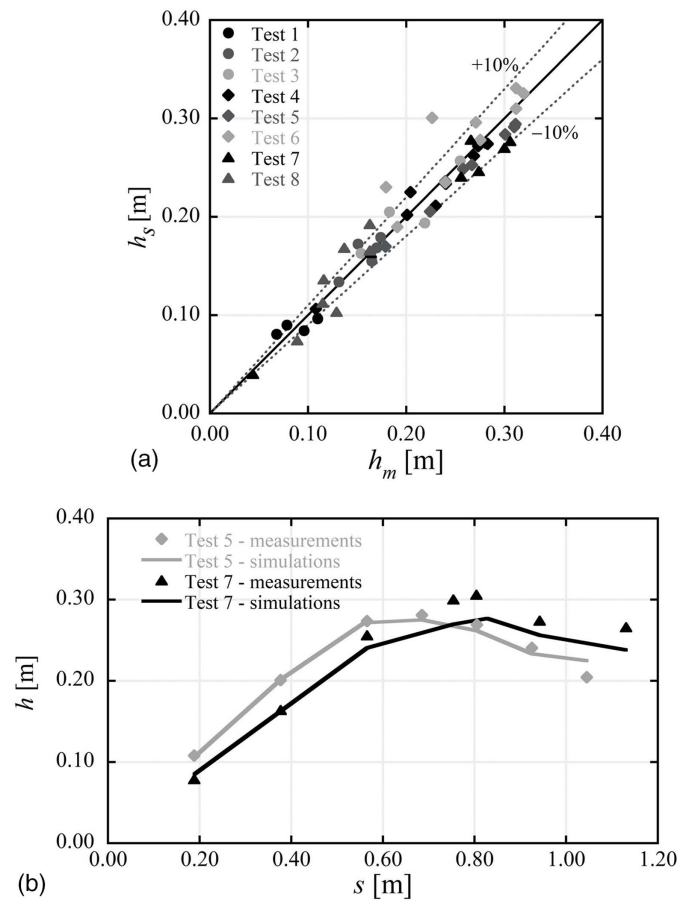 0.40
Test 1
Test 2
Test 3
Test 4
Test 5
Test 6
Test 7
Test 8
+10%
−10%
0.30
0.20
0.10
0.00
hs [m]
0.00 0.10 0.20 0.30 0.40
(a)
hm [m]
0.40
Test 5 - measurements
Test 5 - simulations
Test 7 - measurements
Test 7 - simulations
0.30
0.20
0.10
0.00
h [m]
0.20 0.40 0.60 0.80 1.00 1.20
(b)
s [m]